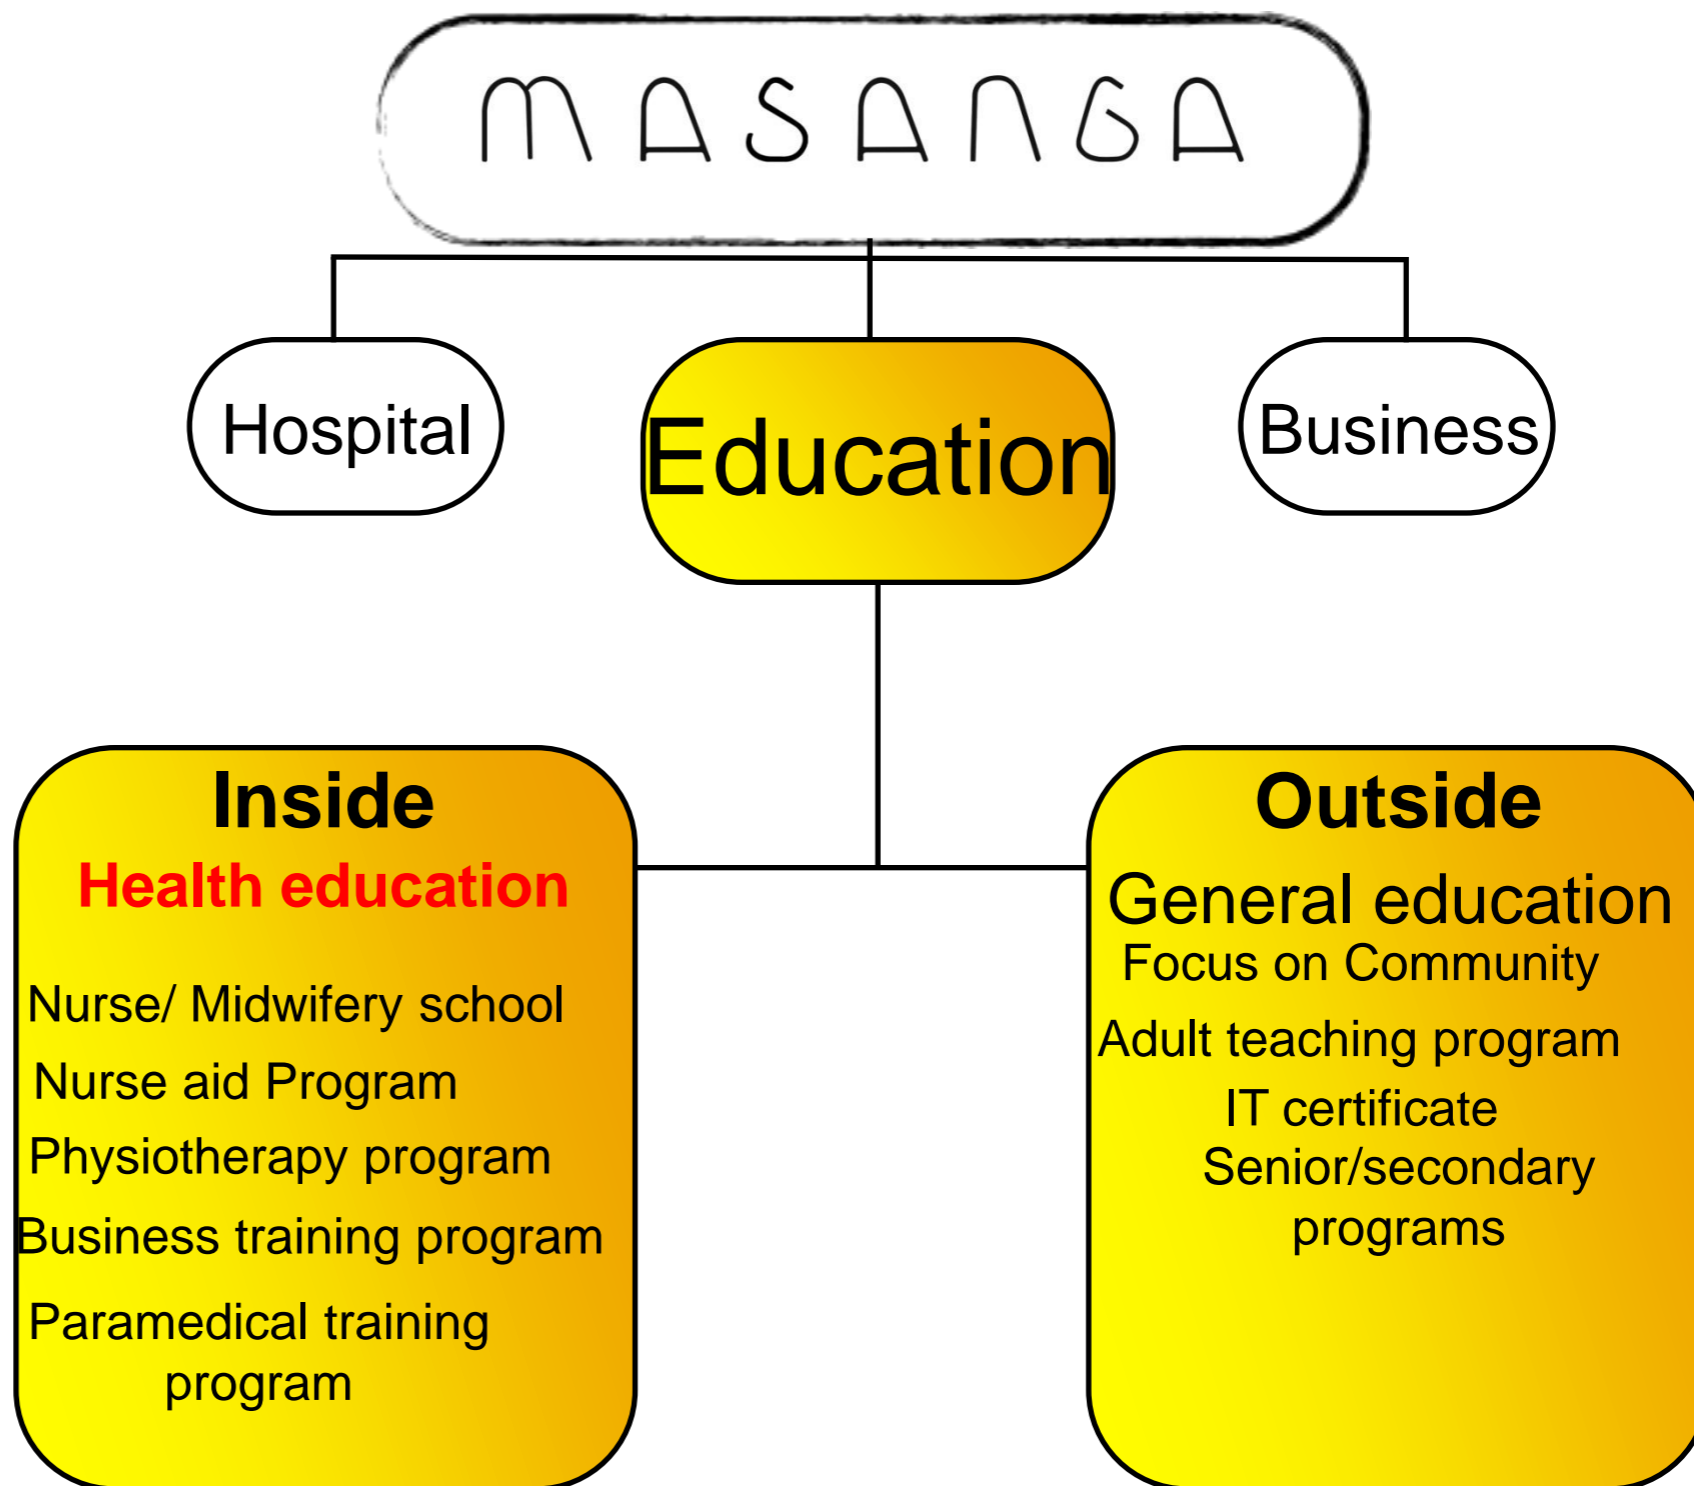 MASANGA
Hospital
Education
Business
Inside
Health education
Nurse/ Midwifery school
Nurse aid Program
Physiotherapy program
Business training program
Paramedical training
program
Outside
General education
Focus on Community
Adult teaching program
IT certificate
Senior/secondary
programs